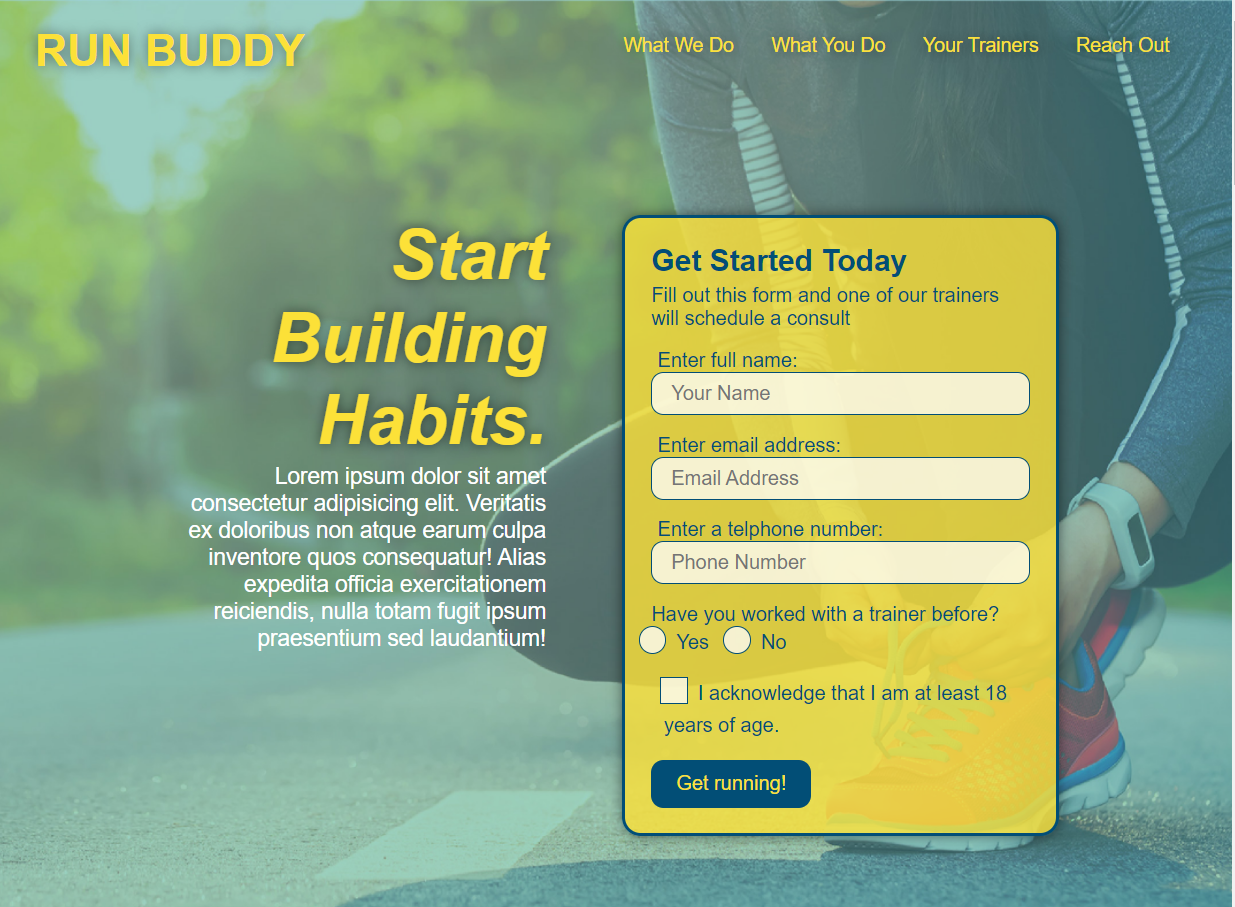 RUN BUDDY
What We Do
What You Do
Your Trainers
Reach Out
Start
Building
Habits.
Lorem ipsum dolor sit amet
consectetur adipisicing elit. Veritatis
ex doloribus non atque earum culpa
inventore quos consequatur! Alias
expedita officia exercitationem
reiciendis, nulla totam fugit ipsum
praesentium sed laudantium!
Get Started Today
Fill out this form and one of our trainers
will schedule a consult
Enter full name:
Your Name
Enter email address:
Email Address
Enter a telphone number:
Phone Number
Have you worked with a trainer before?
Yes No
I acknowledge that I am at least 18
years of age.
Get running!